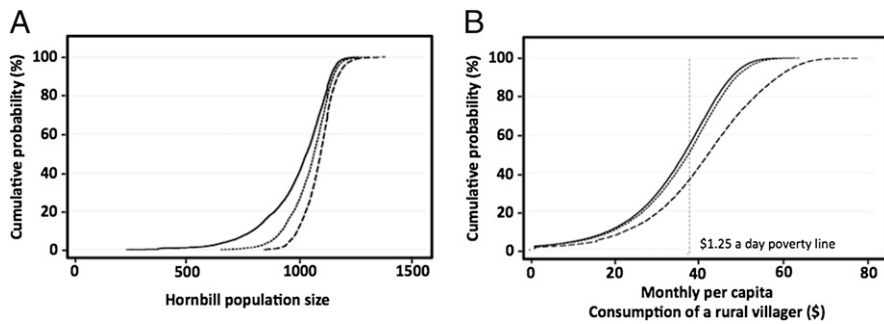 A
Cumulative probability (%)
100
80
60
40
20
0
0
500
1000
1500
Hornbill population size
B
Cumulative probability (%)
100
80
60
40
20
0
$1.25 a day poverty line
0
20
40
60
80
Monthly per capita
Consumption of a rural villager ($)